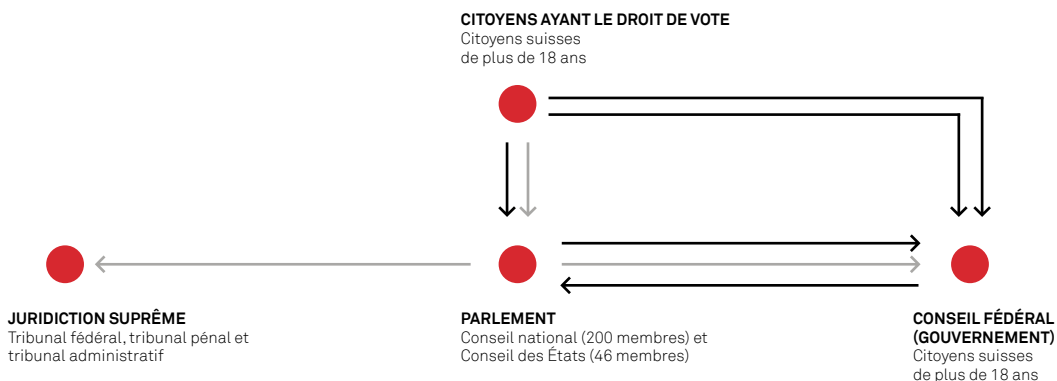 CITOYENS AYANT LE DROIT DE VOTE
Citoyens suisses
de plus de 18 ans
JURIDICTION SUPRÊME
Tribunal fédéral, tribunal pénal et
tribunal administratif
PARLEMENT
Conseil national (200 membres) et
Conseil des États (46 membres)
CONSEIL FÉDÉRAL
(GOUVERNEMENT)
Citoyens suisses
de plus de 18 ans